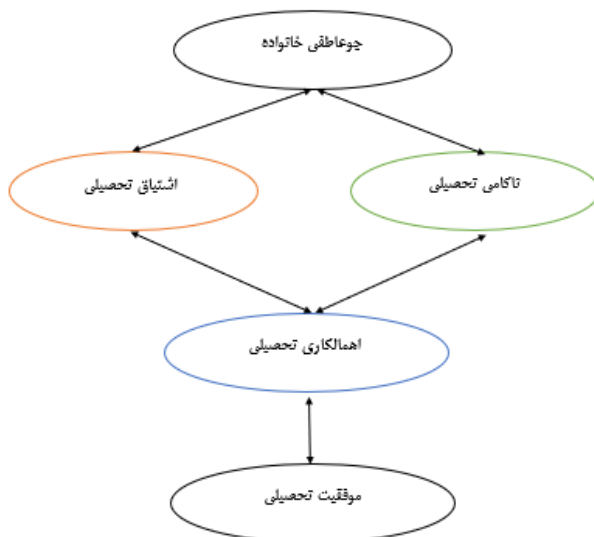 جوعاطفی خانواده
اشتیاق تحصیلی
ناکامی تحصیلی
اهمالکاری تحصیلی
موفقیت تحصیلی